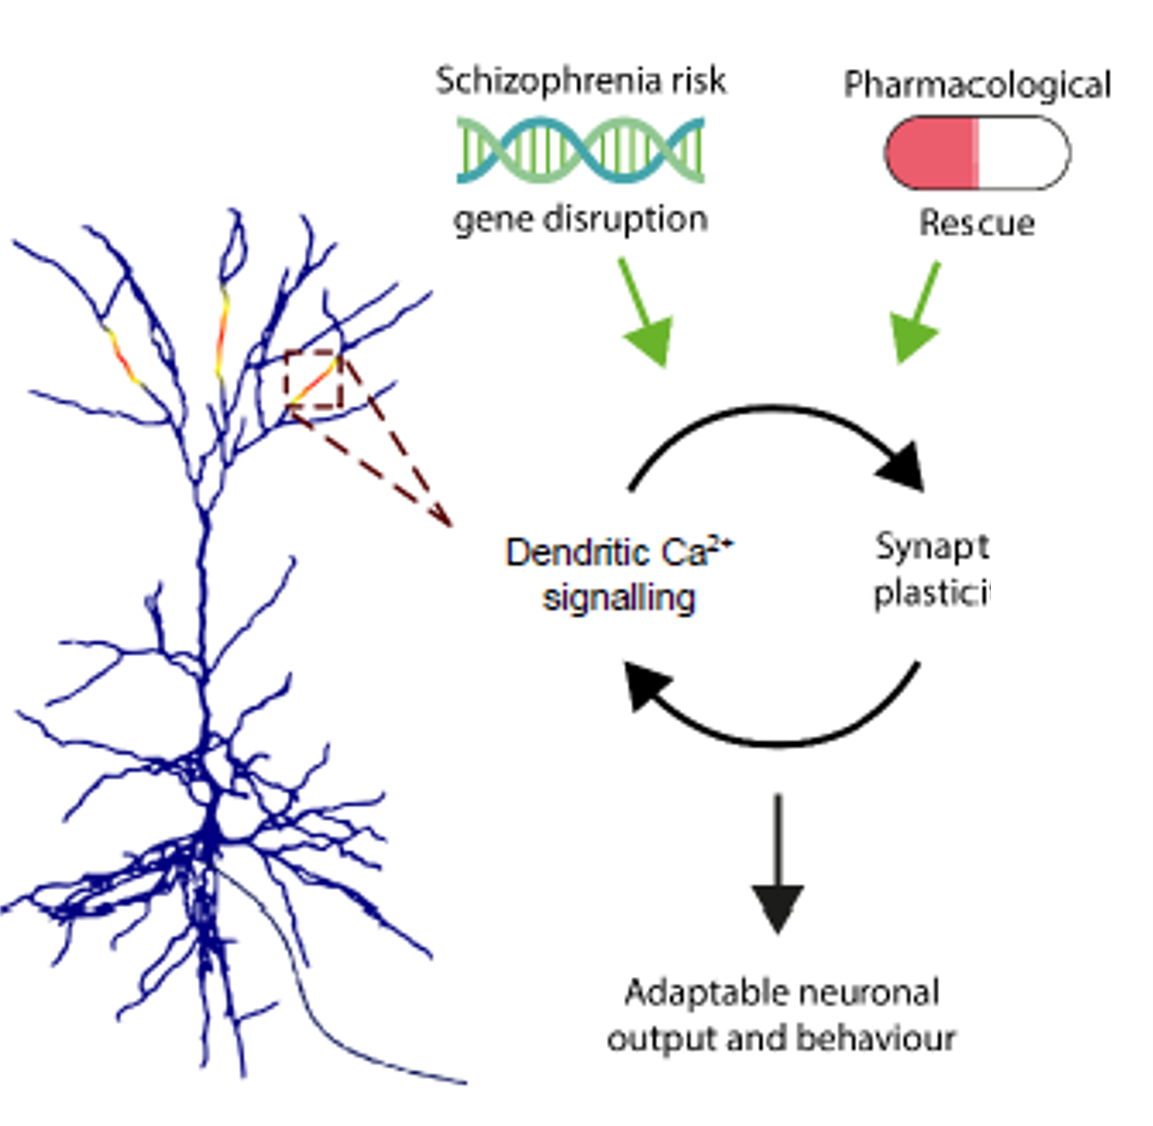 Schizophrenia risk
gene disruption
Pharmacological
Rescue
Dendritic Ca²⁺
signalling
Synapt
plastici
Adaptable neuronal
output and behaviour